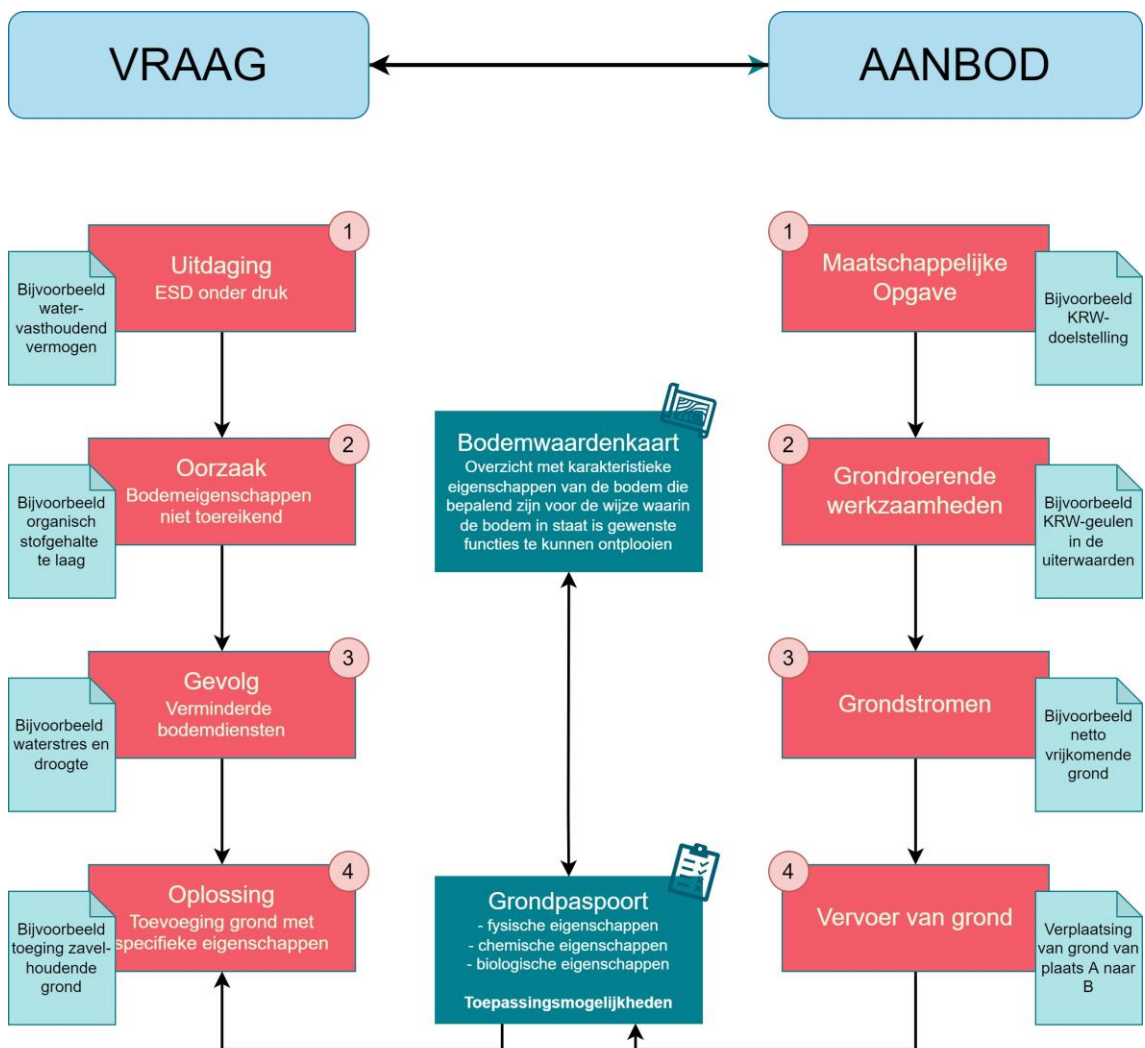 VRAAG
AANBOD
1
Uitdaging
ESD onder druk
Bijvoorbeeld
water-
vasthoudend
vermogen
2
Oorzaak
Bodemeigenschappen
niet toereikend
Bijvoorbeeld
organisch
stofgehalte
te laag
3
Gevolg
Verminderde
bodemdiensten
Bijvoorbeeld
waterstres en
droogte
4
Oplossing
Toevoeging grond met
specifieke eigenschappen
Bijvoorbeeld
toeging zavel-
houdende
grond
Bodemwaardenkaart
Overzicht met karakteristieke
eigenschappen van de bodem die
bepalend zijn voor de wijze waarin
de bodem in staat is gewenste
functies te kunnen ontplooien
Grondpaspoort
- fysische eigenschappen
- chemische eigenschappen
- biologische eigenschappen
Toepassingsmogelijkheden
1
Maatschappelijke
Opgave
Bijvoorbeeld
KRW-
doelstelling
2
Grondroerende
werkzaamheden
Bijvoorbeeld
KRW-geulen
in de
uiterwaarden
3
Grondstromen
Bijvoorbeeld
netto
vrijkomende
grond
4
Vervoer van grond
Verplaatsing
van grond van
plaats A naar
B